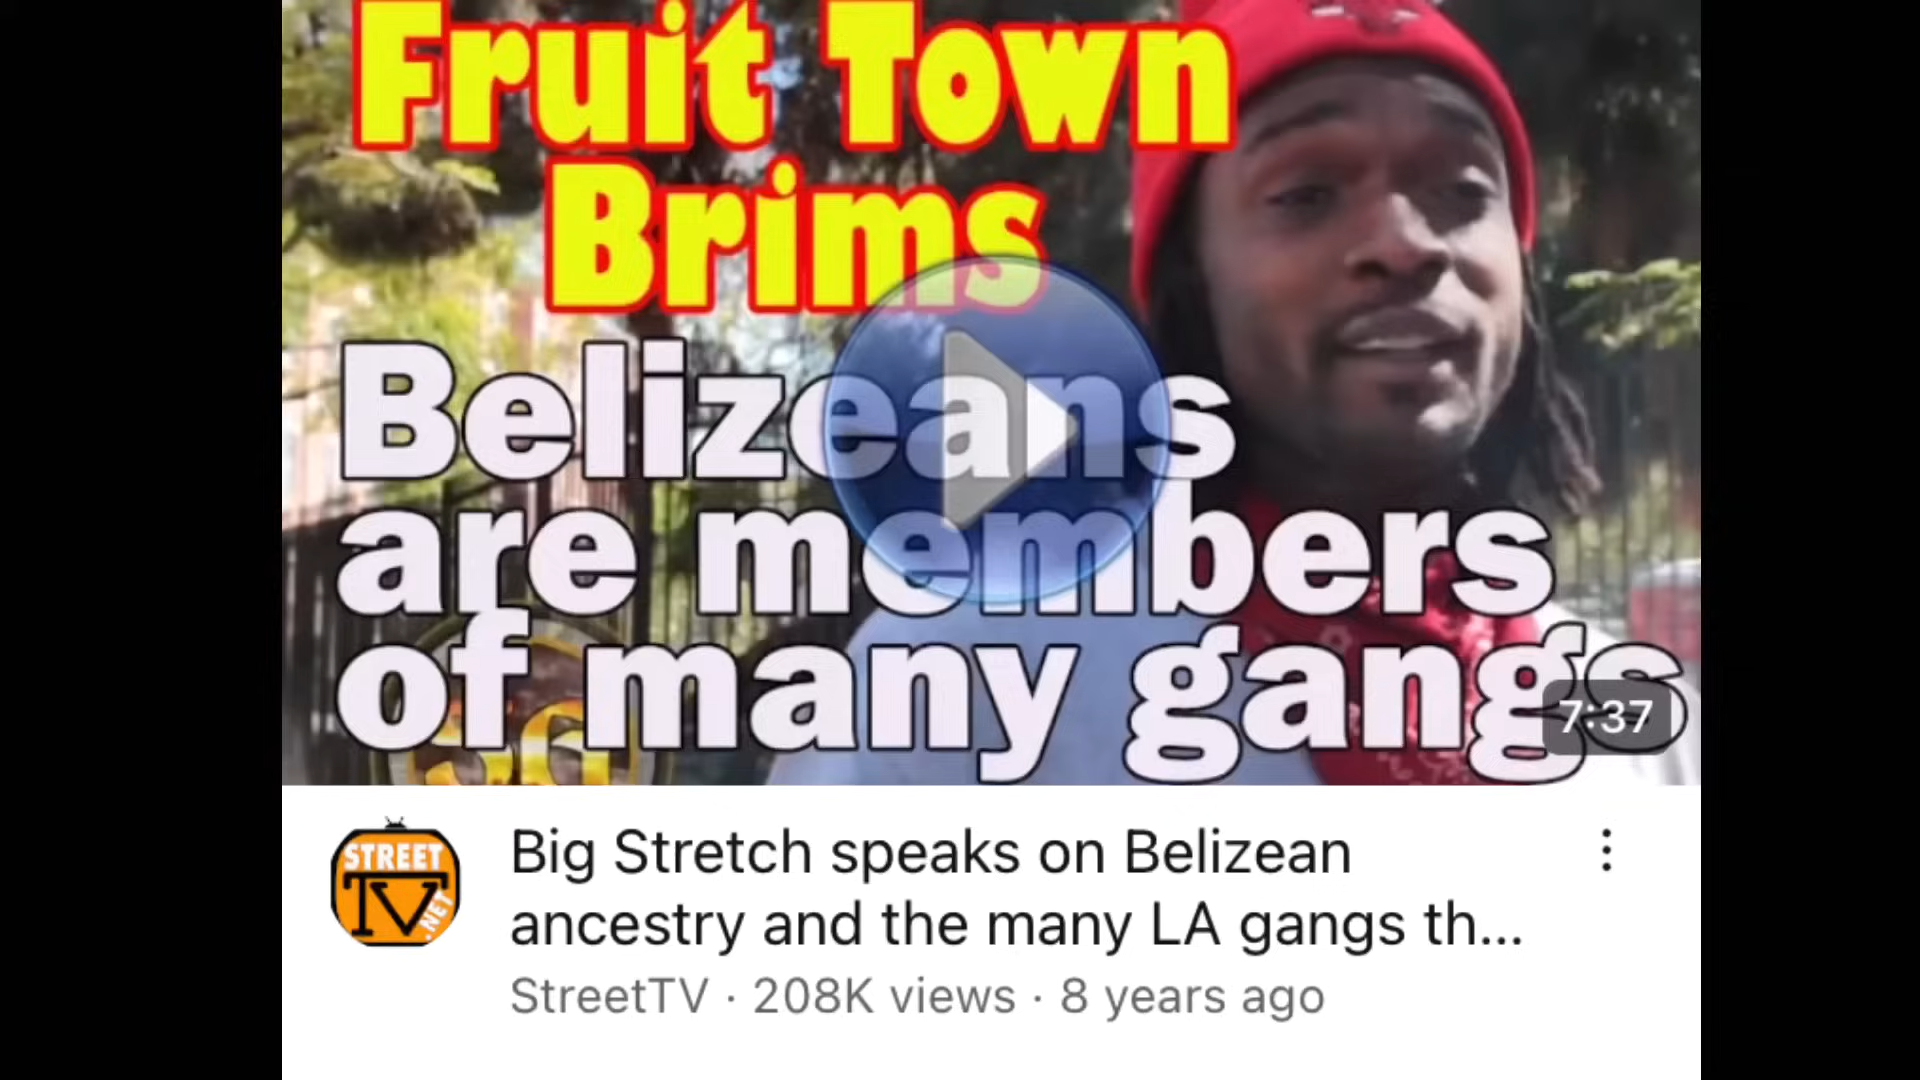 Fruit Town
Brims
Belizeans
are members
of many gangs
SG
7:37
STREET
TV
.NET
Big Stretch speaks on Belizean
ancestry and the many LA gangs th...
StreetTV · 208K views · 8 years ago